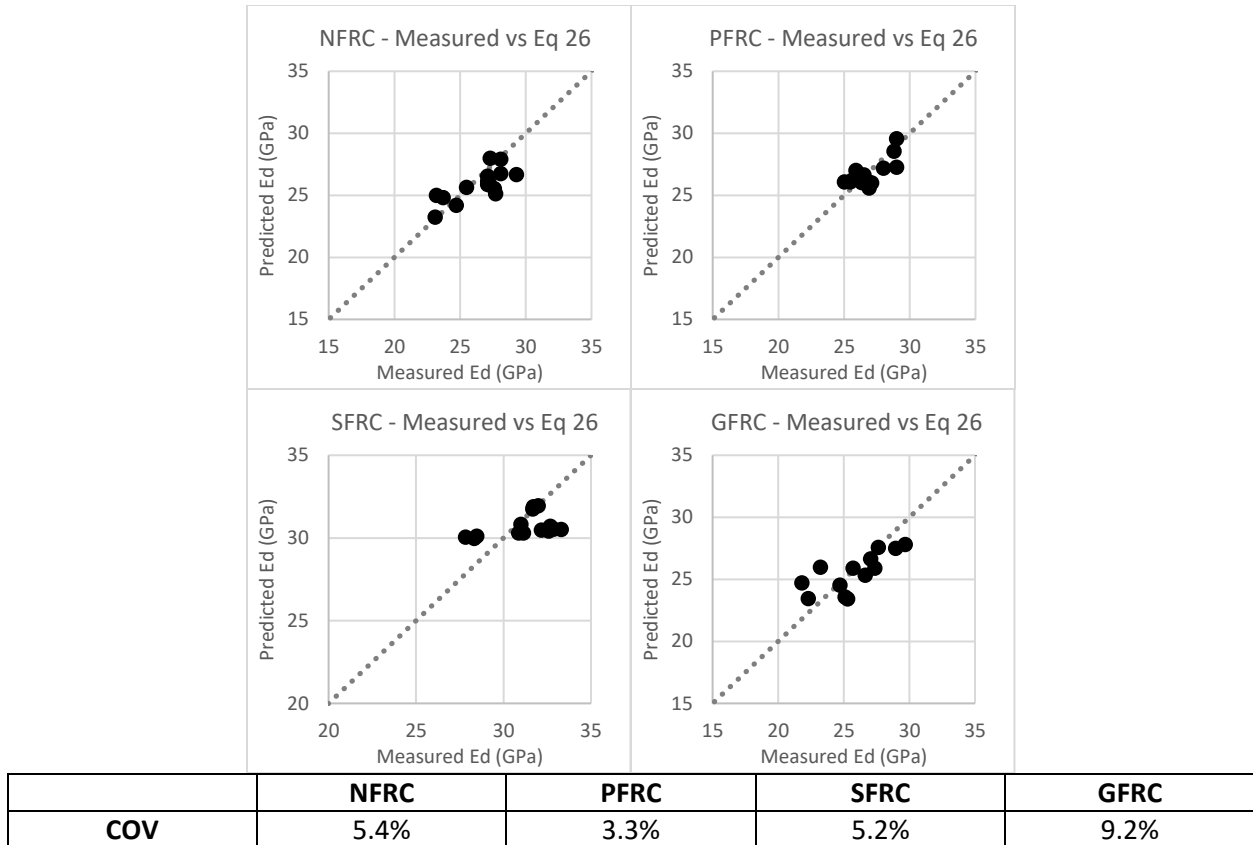 NFRC - Measured vs Eq 26
35
30
25
20
15
15 20 25 30 35
Predicted Ed (GPa)
Measured Ed (GPa)
PFRC - Measured vs Eq 26
35
30
25
20
15
15 20 25 30 35
Predicted Ed (GPa)
Measured Ed (GPa)
SFRC - Measured vs Eq 26
35
30
25
20
20 25 30 35
Predicted Ed (GPa)
Measured Ed (GPa)
GFRC - Measured vs Eq 26
35
30
25
20
15
15 20 25 30 35
Predicted Ed (GPa)
Measured Ed (GPa)
NFRC PFRC SFRC GFRC
COV 5.4% 3.3% 5.2% 9.2%